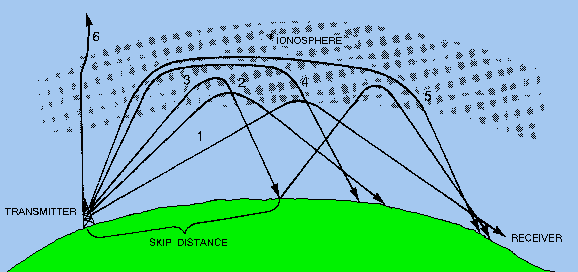 6
IONOSPHERE
3
2
4
5
1
TRANSMITTER
SKIP DISTANCE
RECEIVER